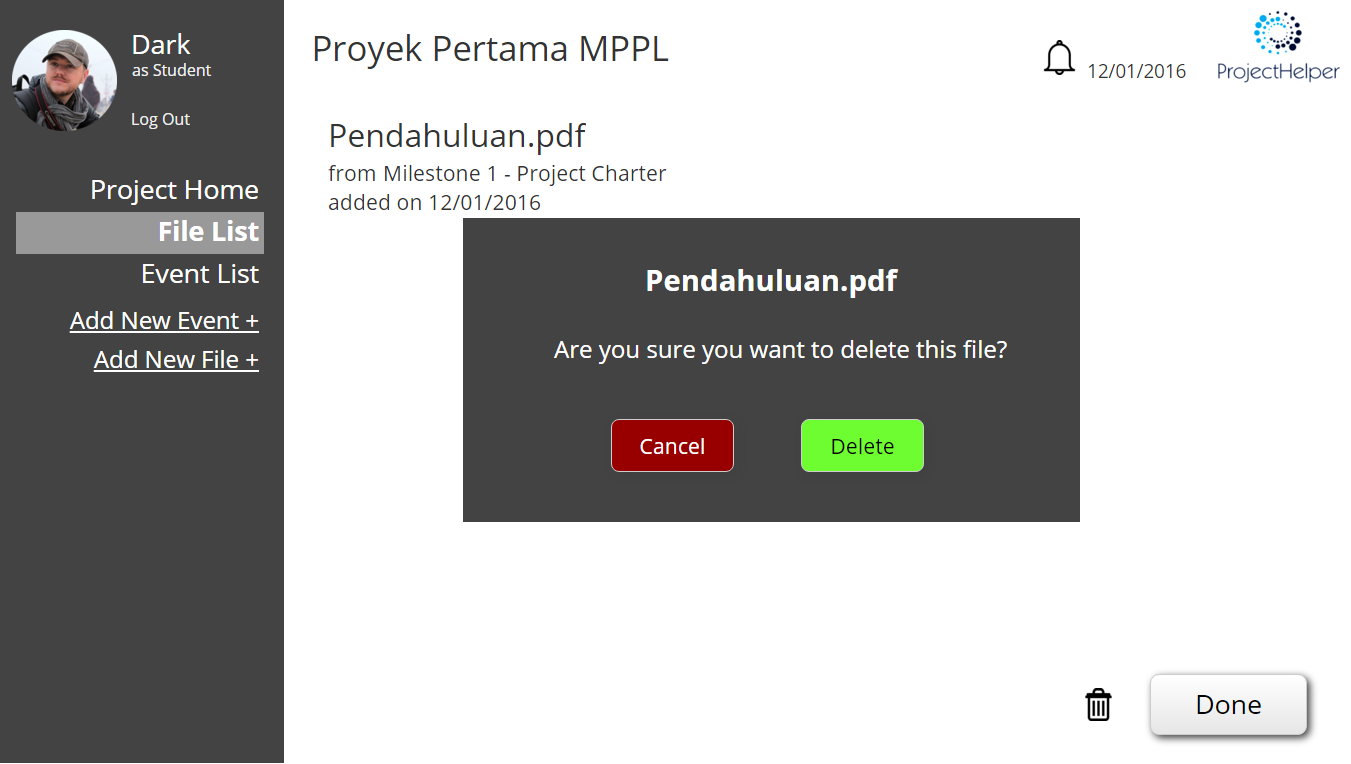 Dark
as Student
Log Out
Project Home
File List
Event List
Add New Event +
Add New File +
Proyek Pertama MPPL
12/01/2016
ProjectHelper
Pendahuluan.pdf
from Milestone 1 - Project Charter
added on 12/01/2016
Pendahuluan.pdf
Are you sure you want to delete this file?
Cancel
Delete
Done